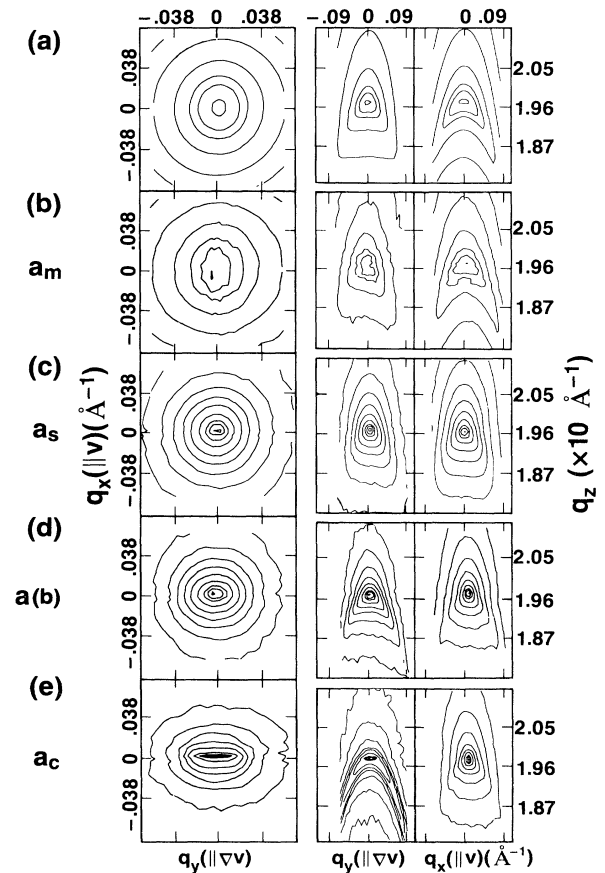 −.038 0 .038 −.09 0 .09 0 0.09
(a)
.038 0 −.038
2.05
1.96
1.87
(b)
a_m
.038 0 −.038
2.05
1.96
1.87
(c)
a_s
.038 0 −.038
2.05
1.96
1.87
(d)
a(b)
.038 0 −.038
2.05
1.96
1.87
(e)
a_c
.038 0 −.038
2.05
1.96
1.87
q_x(∥v)(Å⁻¹)
q_z (×10 Å⁻¹)
q_y(∥∇v) q_y(∥∇v) q_x(∥v)(Å⁻¹)